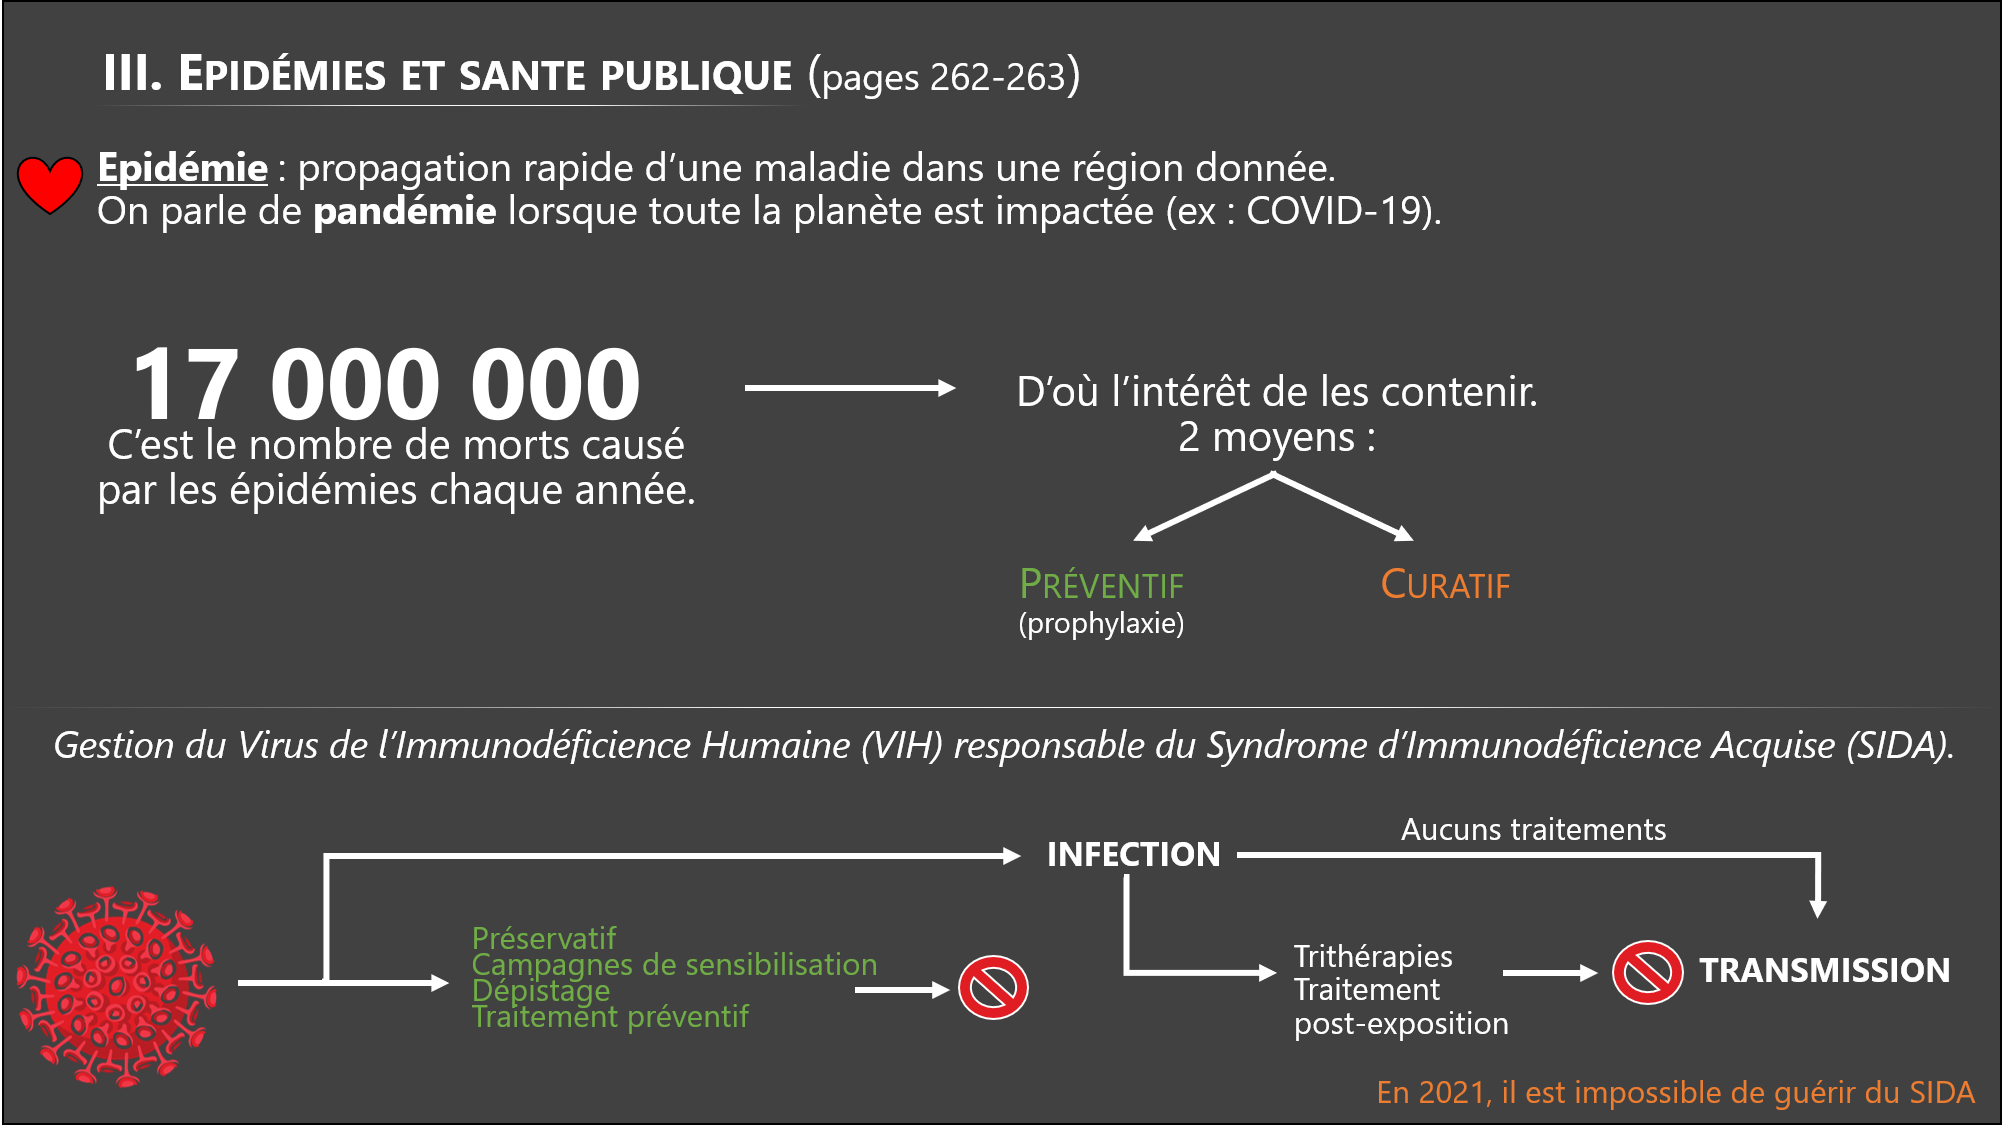 III. EPIDÉMIES ET SANTE PUBLIQUE (pages 262-263)
Epidémie : propagation rapide d’une maladie dans une région donnée.
On parle de pandémie lorsque toute la planète est impactée (ex : COVID-19).
17 000 000
C’est le nombre de morts causé
par les épidémies chaque année.
D’où l’intérêt de les contenir.
2 moyens :
PRÉVENTIF
(prophylaxie)
CURATIF
Gestion du Virus de l’Immunodéficience Humaine (VIH) responsable du Syndrome d’Immunodéficience Acquise (SIDA).
INFECTION
Aucuns traitements
Préservatif
Campagnes de sensibilisation
Dépistage
Traitement préventif
Trithérapies
Traitement
post-exposition
TRANSMISSION
En 2021, il est impossible de guérir du SIDA